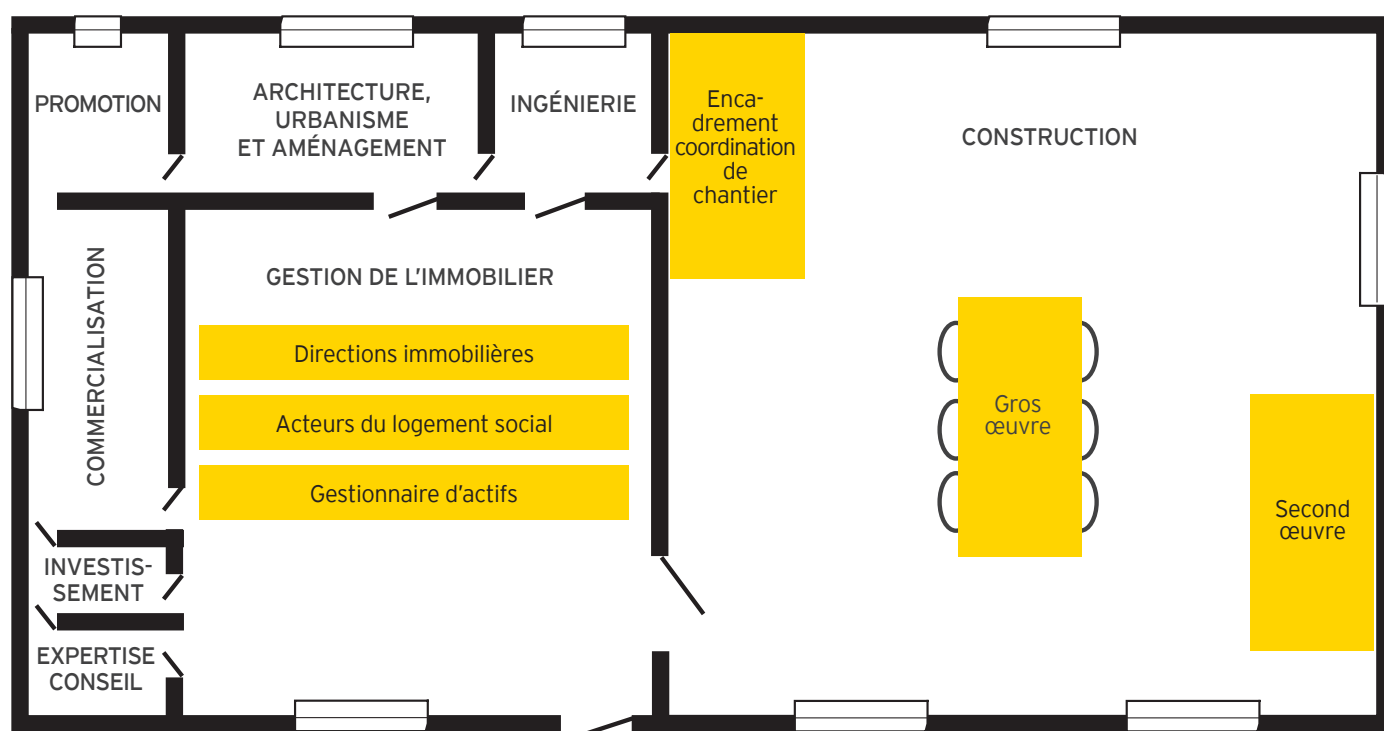 PROMOTION
ARCHITECTURE,
URBANISME
ET AMÉNAGEMENT
INGÉNIERIE
Enca-
drement
coordination
de
chantier
CONSTRUCTION
COMMERCIALISATION
GESTION DE L'IMMOBILIER
Directions immobilières
Acteurs du logement social
Gestionnaire d'actifs
Gros
œuvre
Second
œuvre
INVESTIS-
SEMENT
EXPERTISE
CONSEIL